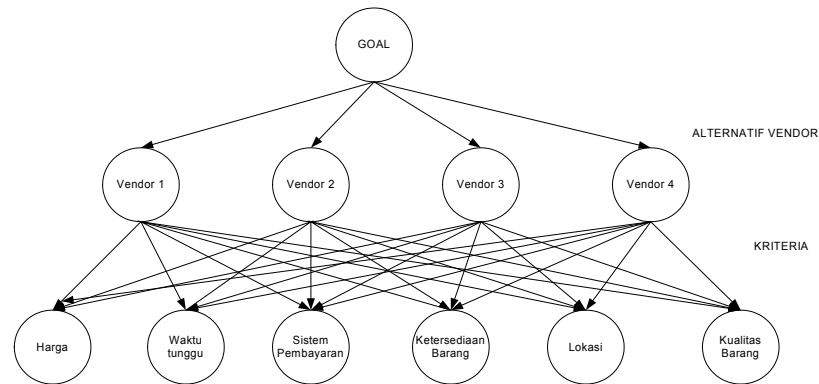 GOAL
ALTERNATIF VENDOR
Vendor 1
Vendor 2
Vendor 3
Vendor 4
KRITERIA
Harga
Waktu
tunggu
Sistem
Pembayaran
Ketersediaan
Barang
Lokasi
Kualitas
Barang